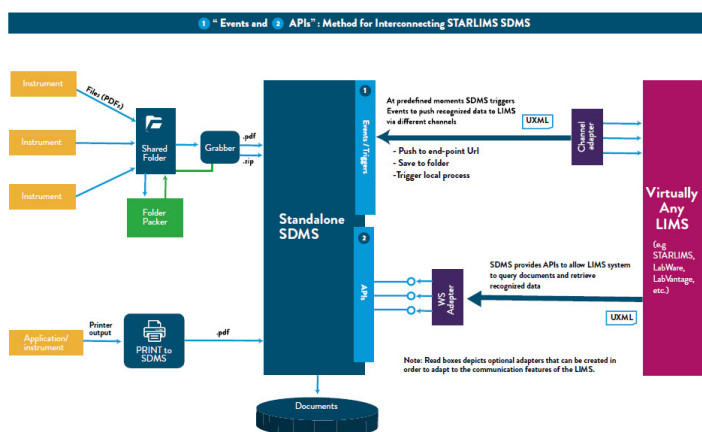 1 " Events and 2 APIs" : Method for Interconnecting STARLIMS SDMS
Instrument
Files (PDFs)
Instrument
Instrument
Shared
Folder
Grabber
.pdf
.zip
Folder
Packer
Application/
instrument
Printer
output
PRINT to
SDMS
.pdf
Standalone
SDMS
Documents
1
Events / Triggers
2
APIs
At predefined moments SDMS triggers
Events to push recognized data to LIMS
via different channels
- Push to end-point Url
- Save to folder
-Trigger local process
UXML
Channel
adapter
SDMS provides APIs to allow LIMS system
to query documents and retrieve
recognized data
WS
Adapter
UXML
Note: Read boxes depicts optional adapters that can be created in
order to adapt to the communication features of the LIMS.
Virtually
Any
LIMS
(e.g
STARLIMS,
LabWare,
LabVantage,
etc.)